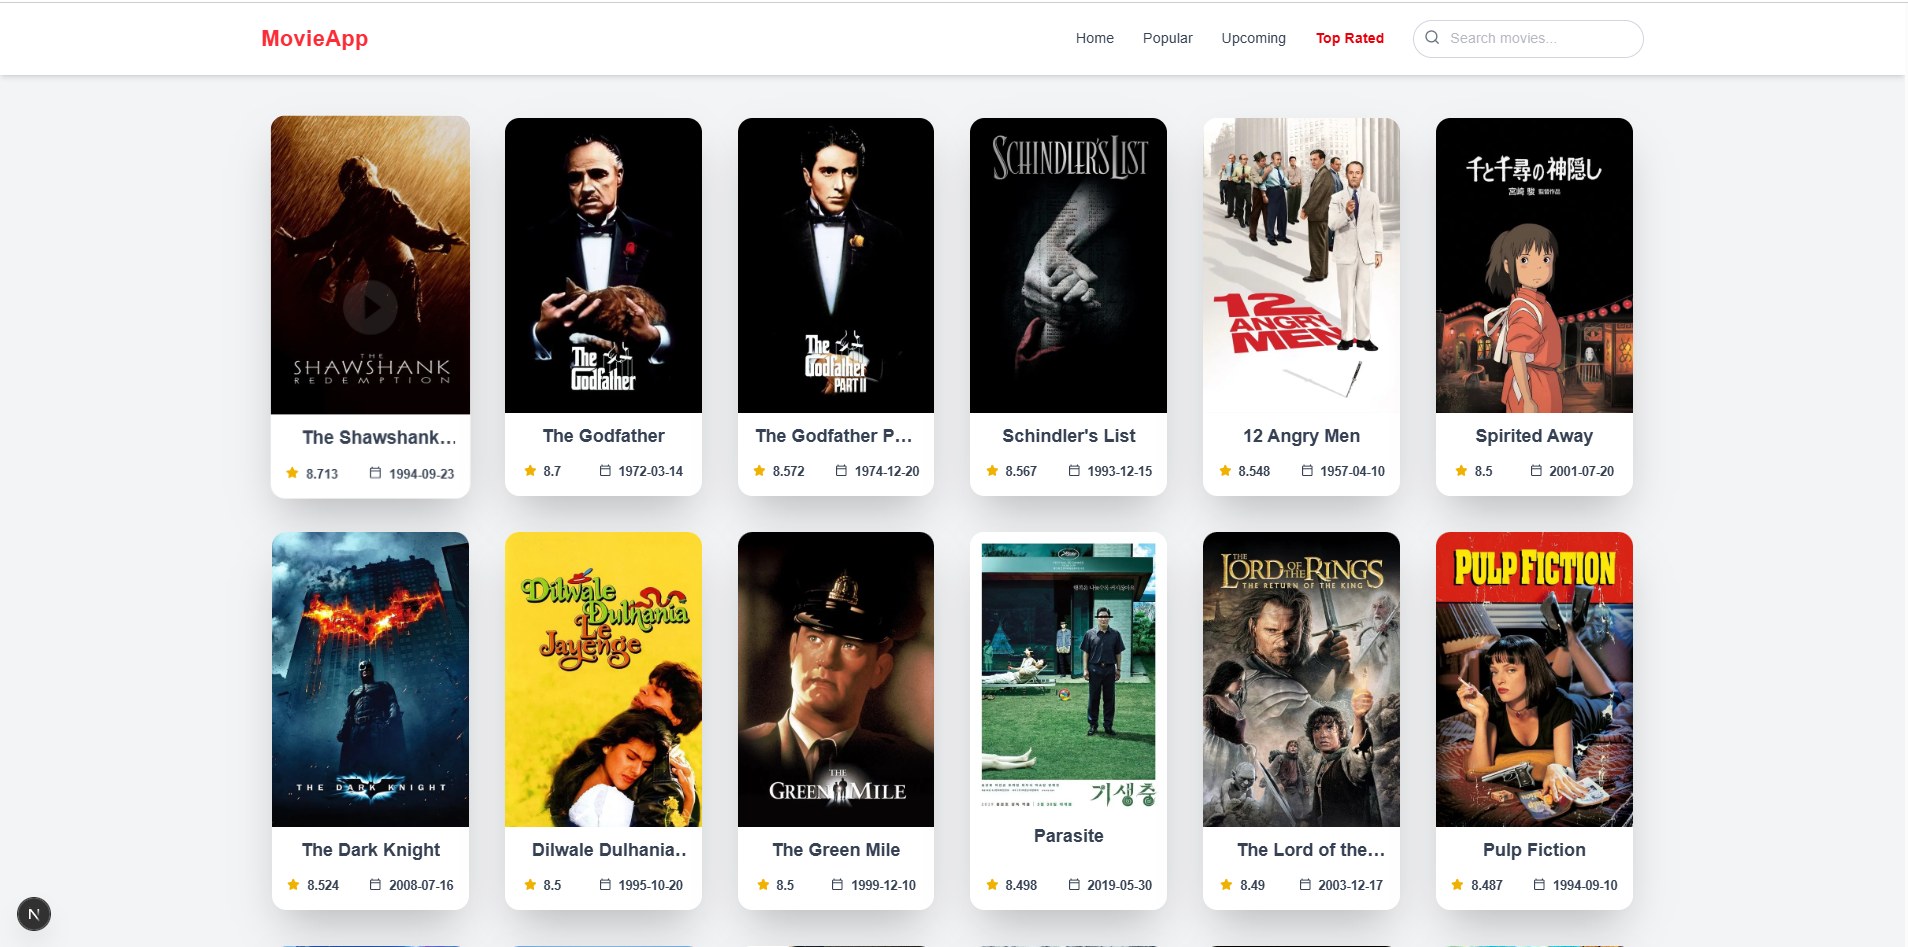 MovieApp
Home
Popular
Upcoming
Top Rated
Search movies...
THE
SHAWSHANK
REDEMPTION
The Shawshank...
8.713
1994-09-23
The
Godfather
The Godfather
8.7
1972-03-14
The
Godfather
PART II
The Godfather P...
8.572
1974-12-20
SCHINDLER'S LIST
Schindler's List
8.567
1993-12-15
12
ANGRY
MEN
12 Angry Men
8.548
1957-04-10
千と千尋の神隠し
宮崎 駿 監督作品
Spirited Away
8.5
2001-07-20
THE DARK KNIGHT
The Dark Knight
8.524
2008-07-16
Dilwale
Dulhania
Le
Jayenge
Dilwale Dulhania..
8.5
1995-10-20
THE
GREEN MILE
The Green Mile
8.5
1999-12-10
기생충
Parasite
8.498
2019-05-30
THE
LORD OF THE RINGS
THE RETURN OF THE KING
The Lord of the...
8.49
2003-12-17
PULP FICTION
Pulp Fiction
8.487
1994-09-10
N